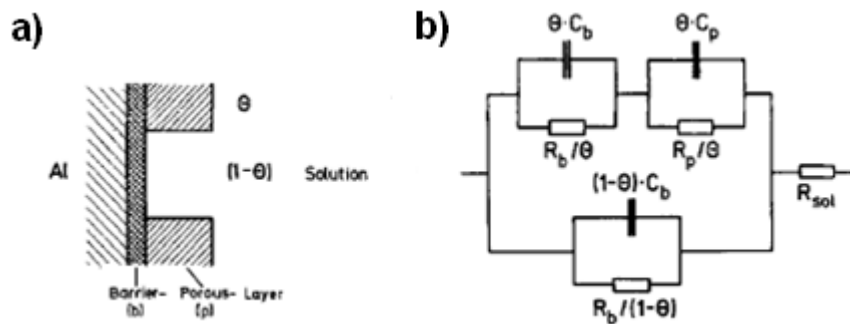 a)
Al
Θ
(1-Θ)
Solution
Barrier- Porous- Layer
(b) (p)
b)
Θ·C_b Θ·C_p
R_b/Θ R_p/Θ
(1-Θ)·C_b
R_b/(1-Θ)
R_sol